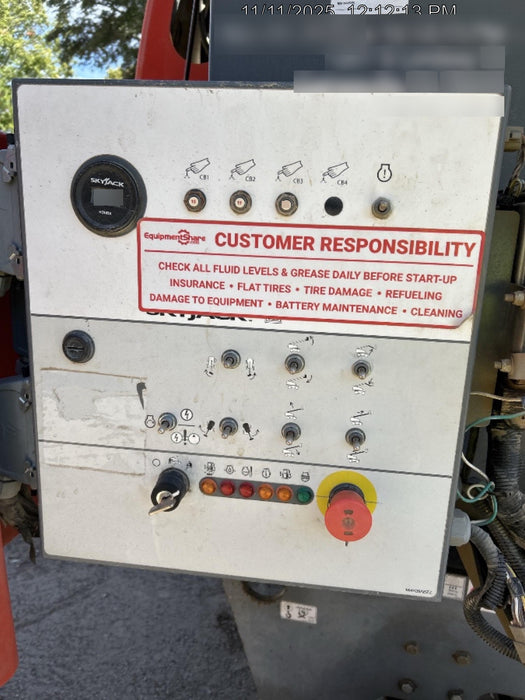 11/11/2025 12:12:13 PM
SKYJACK
CB1
CB2
CB3
CB4
EquipmentShare
CUSTOMER RESPONSIBILITY
CHECK ALL FLUID LEVELS & GREASE DAILY BEFORE START-UP
INSURANCE • FLAT TIRES • TIRE DAMAGE • REFUELING
DAMAGE TO EQUIPMENT • BATTERY MAINTENANCE • CLEANING
SKYJACK